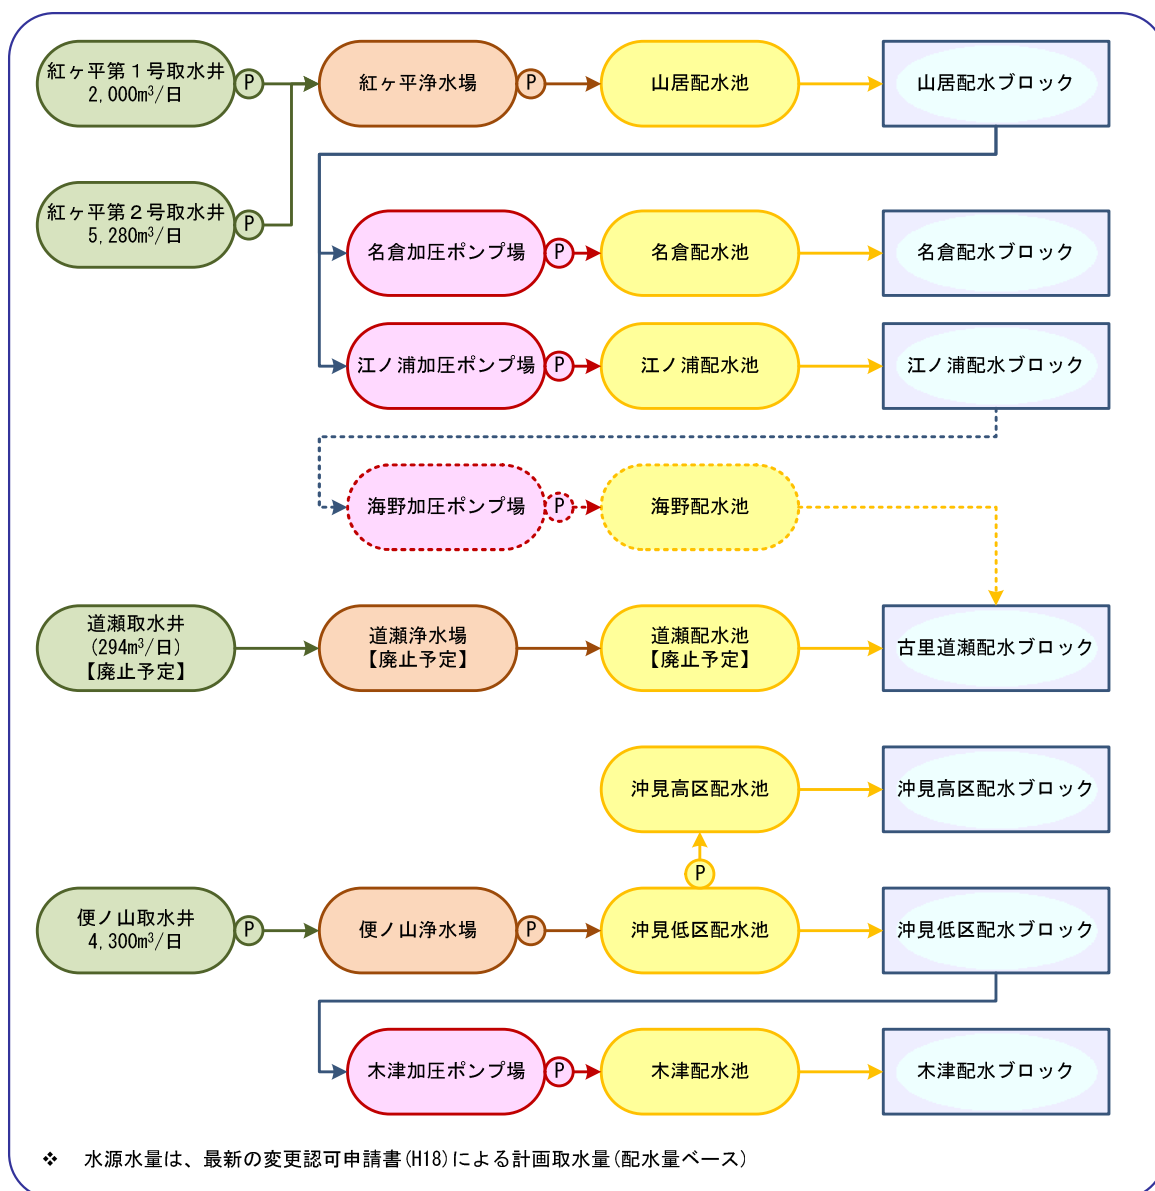 紅ヶ平第１号取水井
2,000m³/日
P
紅ヶ平浄水場
P
山居配水池
山居配水ブロック
紅ヶ平第２号取水井
5,280m³/日
P
名倉加圧ポンプ場
P
名倉配水池
名倉配水ブロック
江ノ浦加圧ポンプ場
P
江ノ浦配水池
江ノ浦配水ブロック
海野加圧ポンプ場
P
海野配水池
道瀬取水井
(294m³/日)
【廃止予定】
道瀬浄水場
【廃止予定】
道瀬配水池
【廃止予定】
古里道瀬配水ブロック
沖見高区配水池
沖見高区配水ブロック
P
便ノ山取水井
4,300m³/日
P
便ノ山浄水場
P
沖見低区配水池
沖見低区配水ブロック
木津加圧ポンプ場
P
木津配水池
木津配水ブロック
❖ 水源水量は、最新の変更認可申請書(H18)による計画取水量(配水量ベース)